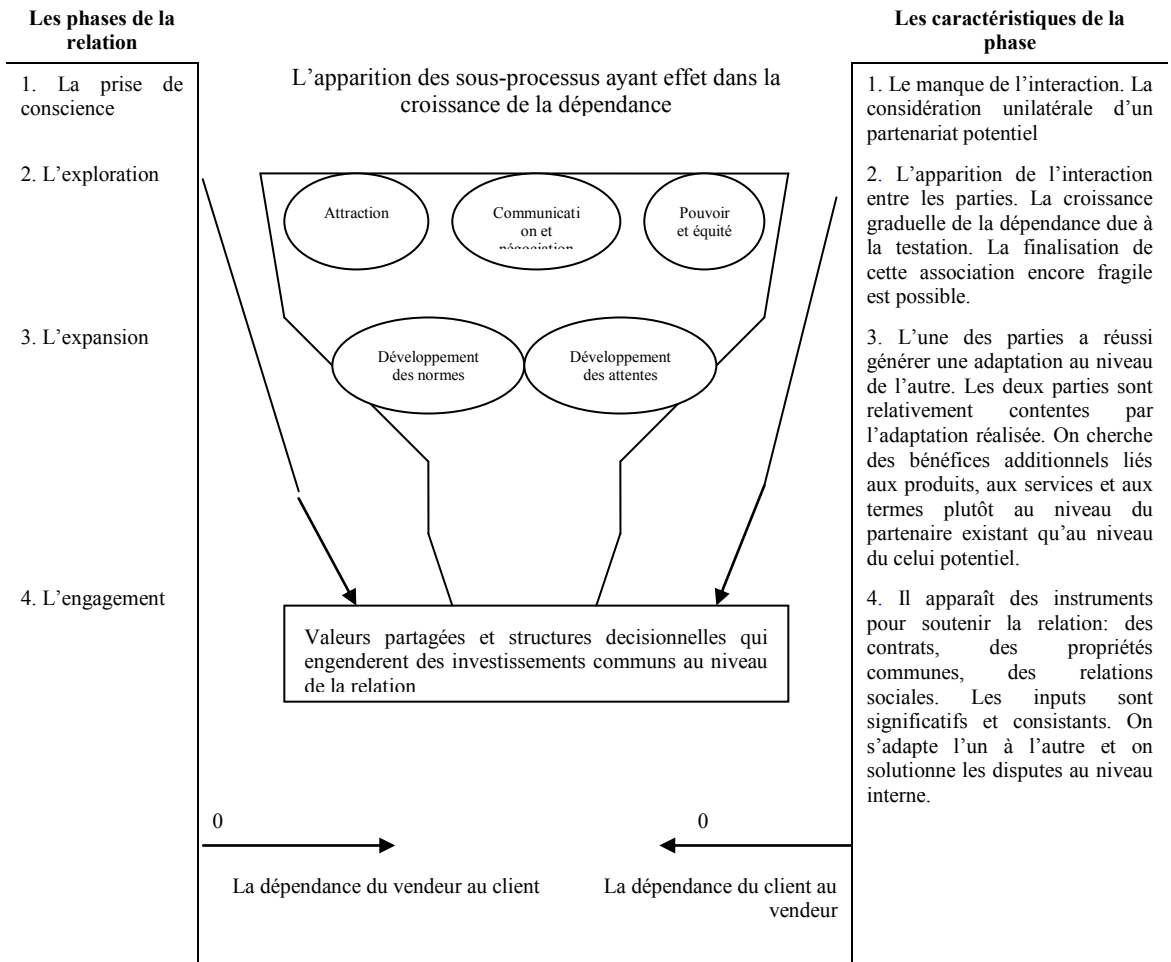 Les phases de la
relation
1. La prise de
conscience
2. L'exploration
3. L'expansion
4. L'engagement
L'apparition des sous-processus ayant effet dans la
croissance de la dépendance
Attraction
Communicati
on et
négociation
Pouvoir
et équité
Développement
des normes
Développement
des attentes
Valeurs partagées et structures decisionnelles qui
engenderent des investissements communs au niveau
de la relation
0
0
La dépendance du vendeur au client
La dépendance du client au
vendeur
Les caractéristiques de la
phase
1. Le manque de l'interaction. La
considération unilatérale d'un
partenariat potentiel
2. L'apparition de l'interaction
entre les parties. La croissance
graduelle de la dépendance due à
la testation. La finalisation de
cette association encore fragile
est possible.
3. L'une des parties a réussi
générer une adaptation au niveau
de l'autre. Les deux parties sont
relativement contentes par
l'adaptation réalisée. On cherche
des bénéfices additionnels liés
aux produits, aux services et aux
termes plutôt au niveau du
partenaire existant qu'au niveau
du celui potentiel.
4. Il apparaît des instruments
pour soutenir la relation: des
contrats, des propriétés
communes, des relations
sociales. Les inputs sont
significatifs et consistants. On
s'adapte l'un à l'autre et on
solutionne les disputes au niveau
interne.